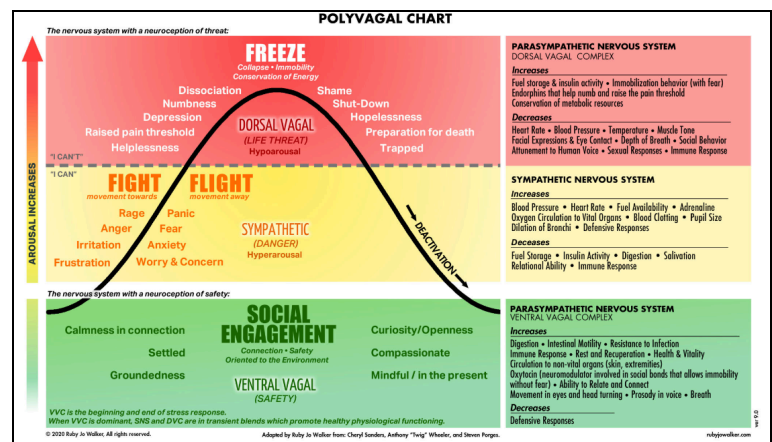 POLYVAGAL CHART
The nervous system with a neuroception of threat:
FREEZE
Collapse • Immobility
Conservation of Energy
Dissociation
Numbness
Depression
Raised pain threshold
Helplessness
Shame
Shut-Down
Hopelessness
Preparation for death
Trapped
DORSAL VAGAL
(LIFE THREAT)
Hypoarousal
"I CAN'T"
"I CAN"
AROUSAL INCREASES
FIGHT
movement towards
FLIGHT
movement away
Rage
Anger
Irritation
Frustration
Panic
Fear
Anxiety
Worry & Concern
SYMPATHETIC
(DANGER)
Hyperarousal
DEACTIVATION
The nervous system with a neuroception of safety:
SOCIAL
ENGAGEMENT
Connection • Safety
Oriented to the Environment
Calmness in connection
Settled
Groundedness
Curiosity/Openness
Compassionate
Mindful / in the present
VENTRAL VAGAL
(SAFETY)
VVC is the beginning and end of stress response.
When VVC is dominant, SNS and DVC are in transient blends which promote healthy physiological functioning.
PARASYMPATHETIC NERVOUS SYSTEM
DORSAL VAGAL COMPLEX
Increases
Fuel storage & insulin activity • Immobilization behavior (with fear)
Endorphins that help numb and raise the pain threshold
Conservation of metabolic resources
Decreases
Heart Rate • Blood Pressure • Temperature • Muscle Tone
Facial Expressions & Eye Contact • Depth of Breath • Social Behavior
Attunement to Human Voice • Sexual Responses • Immune Response
SYMPATHETIC NERVOUS SYSTEM
Increases
Blood Pressure • Heart Rate • Fuel Availability • Adrenaline
Oxygen Circulation to Vital Organs • Blood Clotting • Pupil Size
Dilation of Bronchi • Defensive Responses
Deceases
Fuel Storage • Insulin Activity • Digestion • Salivation
Relational Ability • Immune Response
PARASYMPATHETIC NERVOUS SYSTEM
VENTRAL VAGAL COMPLEX
Increases
Digestion • Intestinal Motility • Resistance to Infection
Immune Response • Rest and Recuperation • Health & Vitality
Circulation to non-vital organs (skin, extremities)
Oxytocin (neuromodulator involved in social bonds that allows immobility
without fear) • Ability to Relate and Connect
Movement in eyes and head turning • Prosody in voice • Breath
Decreases
Defensive Responses
ver 9.0
© 2020 Ruby Jo Walker, All rights reserved.
Adapted by Ruby Jo Walker from: Cheryl Sanders, Anthony "Twig" Wheeler, and Steven Porges.
rubyjowalker.com